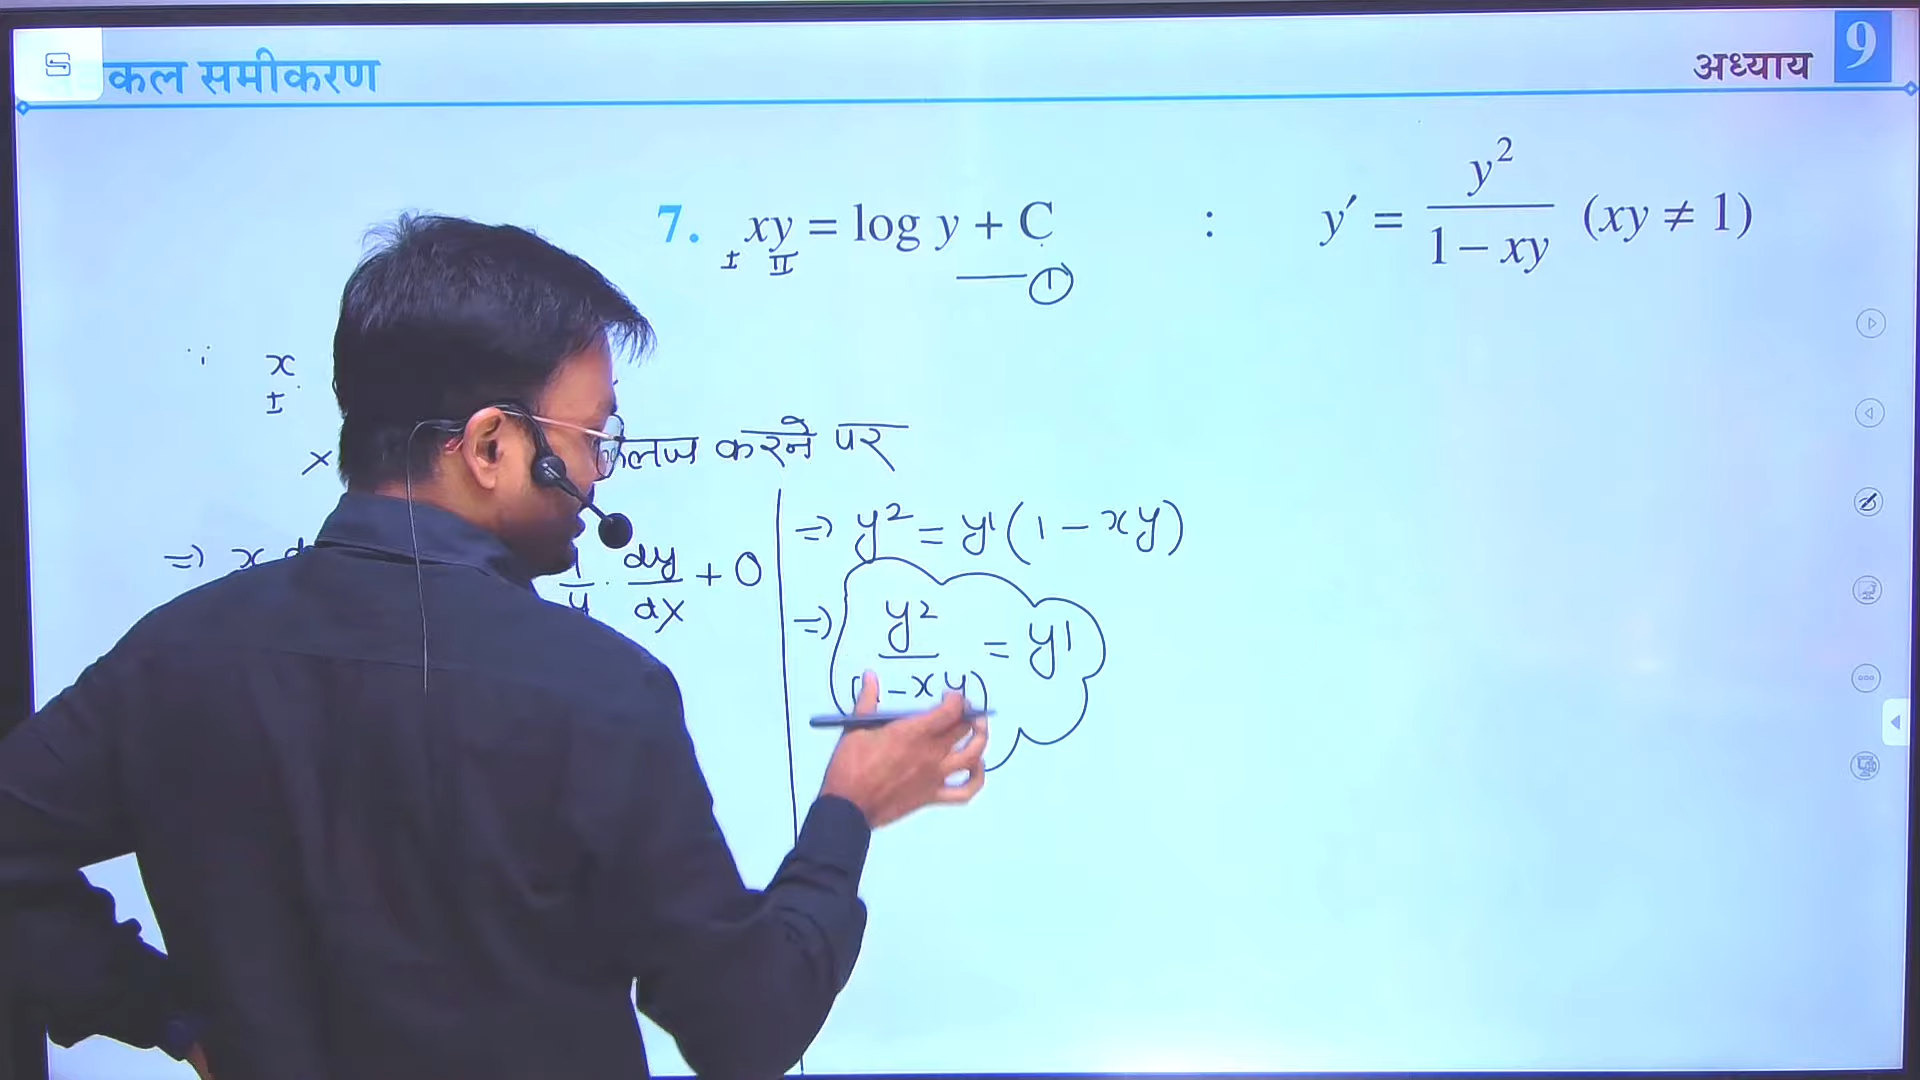 कल समीकरण
अध्याय 9
7. xy = log y + C : y′ = y² / (1 – xy) (xy ≠ 1)
I II
①
∵ x
I
x करने पर
⇒ x · dy/dx + 0
⇒ y² = y' (1 – xy)
⇒ y² / (1 – xy) = y'